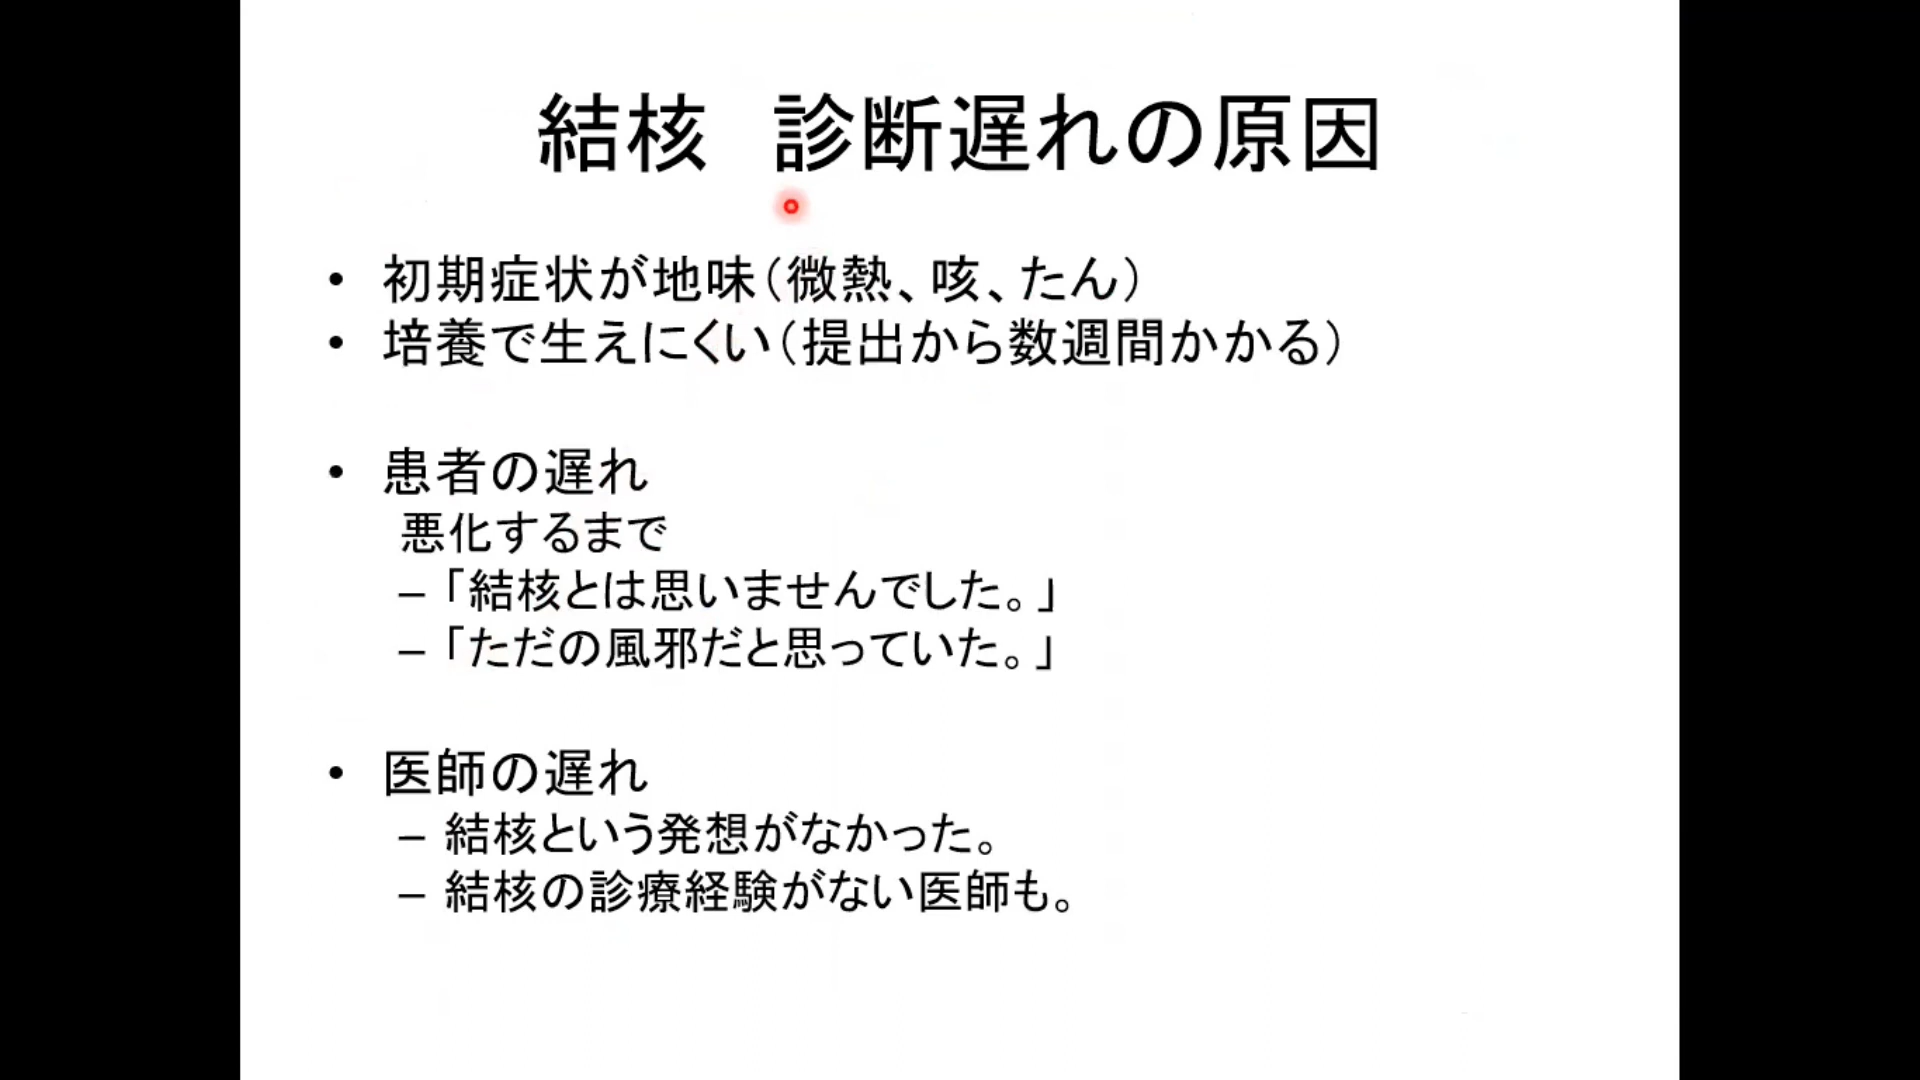 結核　診断遅れの原因
• 初期症状が地味（微熱、咳、たん）
• 培養で生えにくい（提出から数週間かかる）
• 患者の遅れ
悪化するまで
– 「結核とは思いませんでした。」
– 「ただの風邪だと思っていた。」
• 医師の遅れ
– 結核という発想がなかった。
– 結核の診療経験がない医師も。